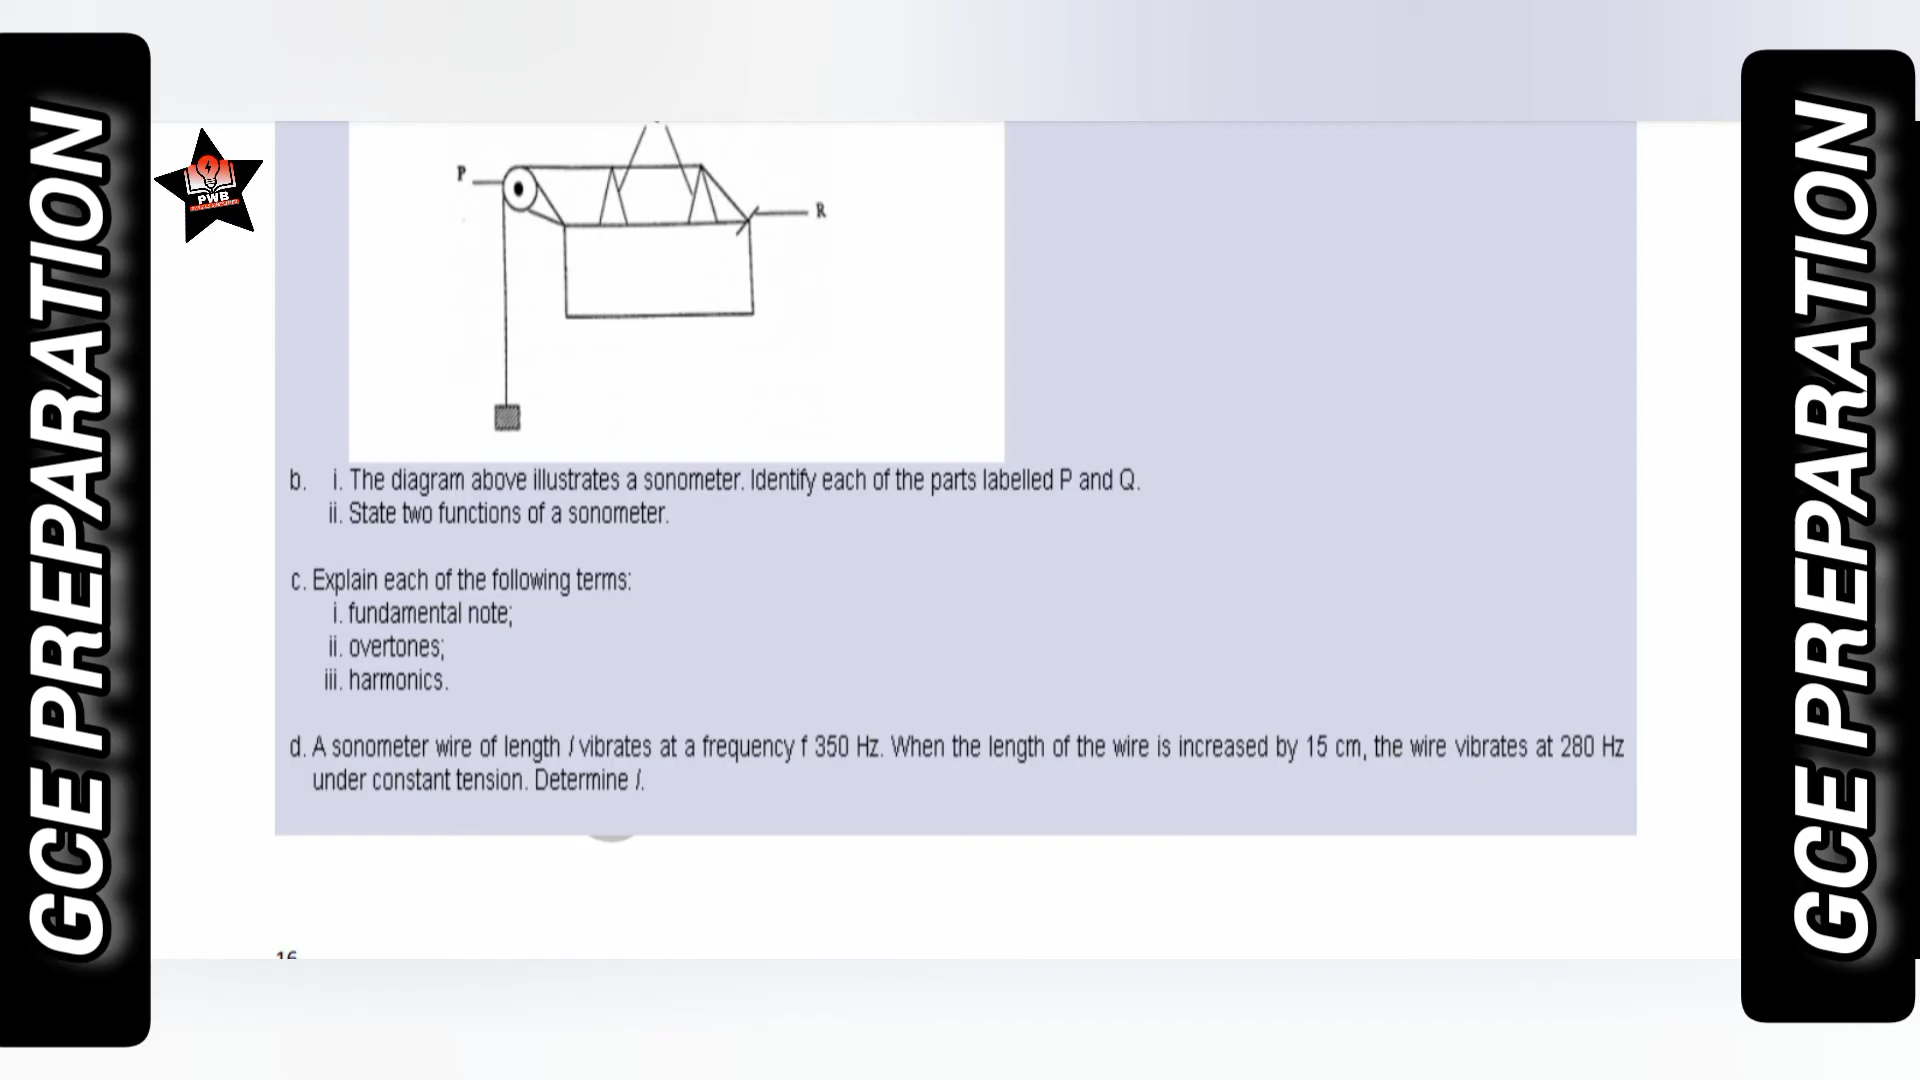 GCE PREPARATION
PWB
P
R
b. i. The diagram above illustrates a sonometer. Identify each of the parts labelled P and Q.
ii. State two functions of a sonometer.
c. Explain each of the following terms:
i. fundamental note;
ii. overtones;
iii. harmonics.
d. A sonometer wire of length l vibrates at a frequency f 350 Hz. When the length of the wire is increased by 15 cm, the wire vibrates at 280 Hz
under constant tension. Determine l.
16
GCE PREPARATION